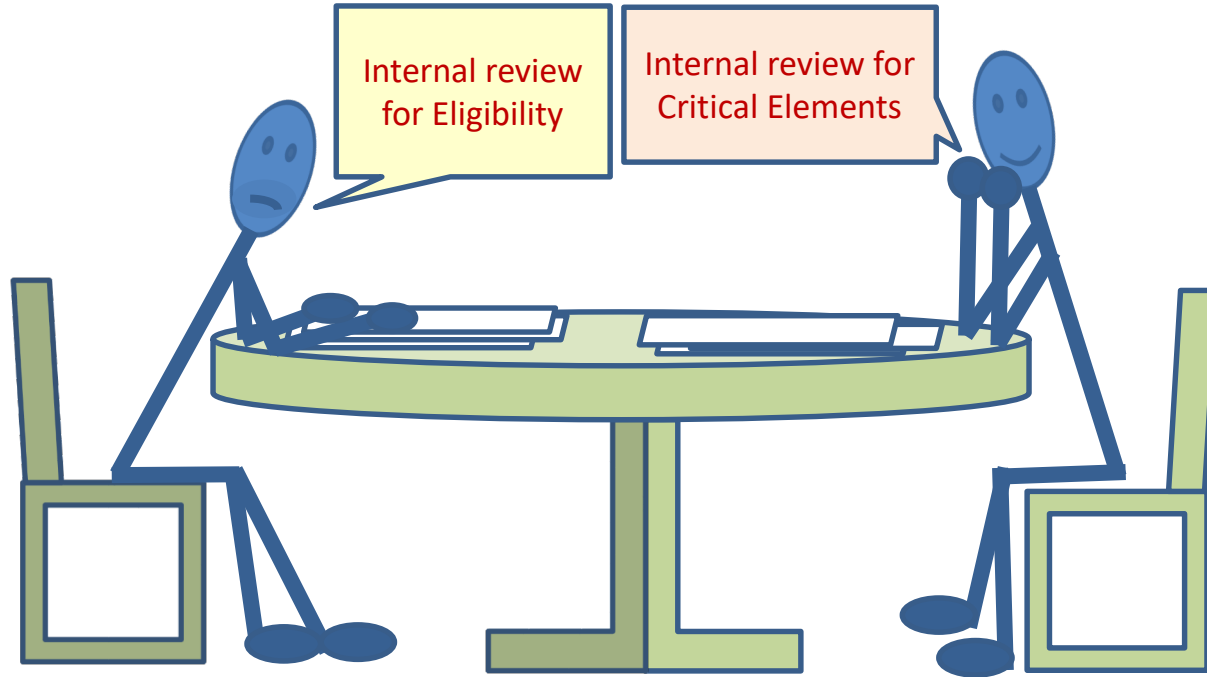 Internal review
for Eligibility
Internal review for
Critical Elements